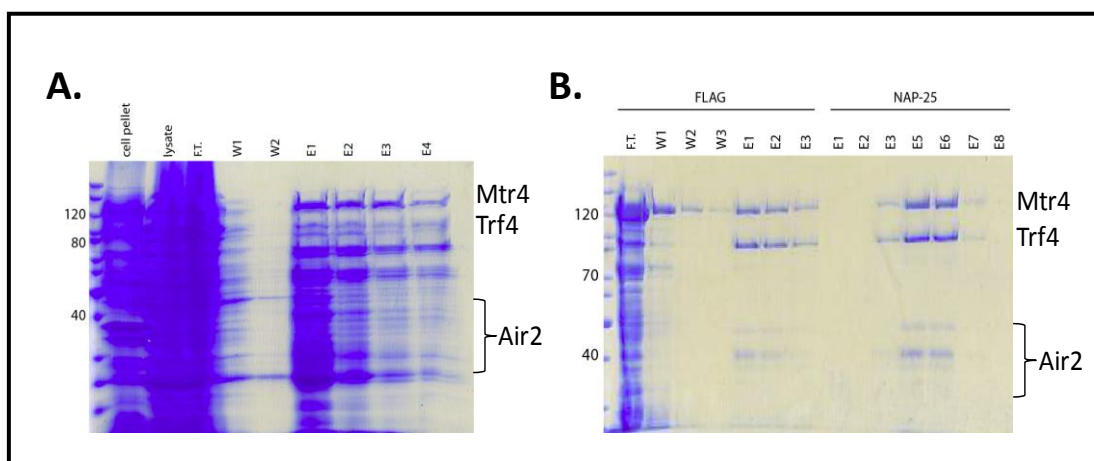 A.
cell pellet
lysate
F.T.
W1
W2
E1
E2
E3
E4
120
80
40
Mtr4
Trf4
Air2
B.
FLAG
NAP-25
F.T.
W1
W2
W3
E1
E2
E3
E1
E2
E3
E5
E6
E7
E8
120
70
40
Mtr4
Trf4
Air2